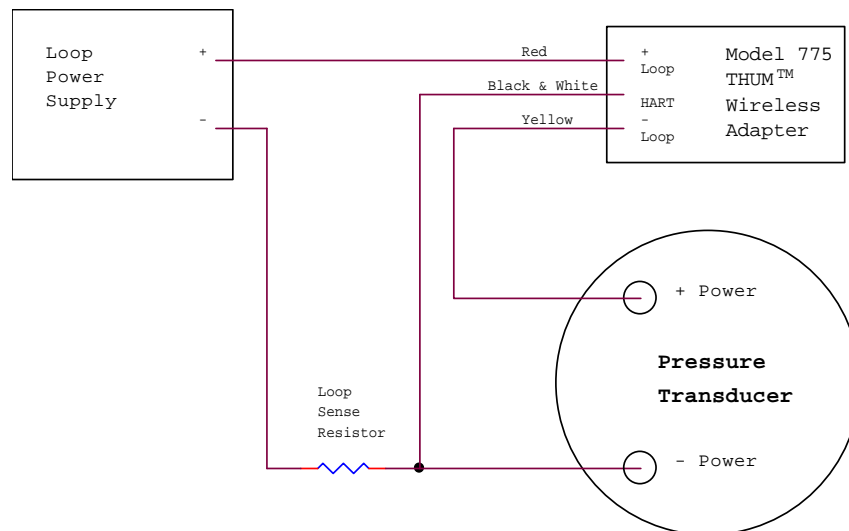 Loop
Power
Supply
+
-
Red
Black & White
Yellow
+
Loop
HART
-
Loop
Model 775
THUM™
Wireless
Adapter
+ Power
Pressure
Transducer
- Power
Loop
Sense
Resistor